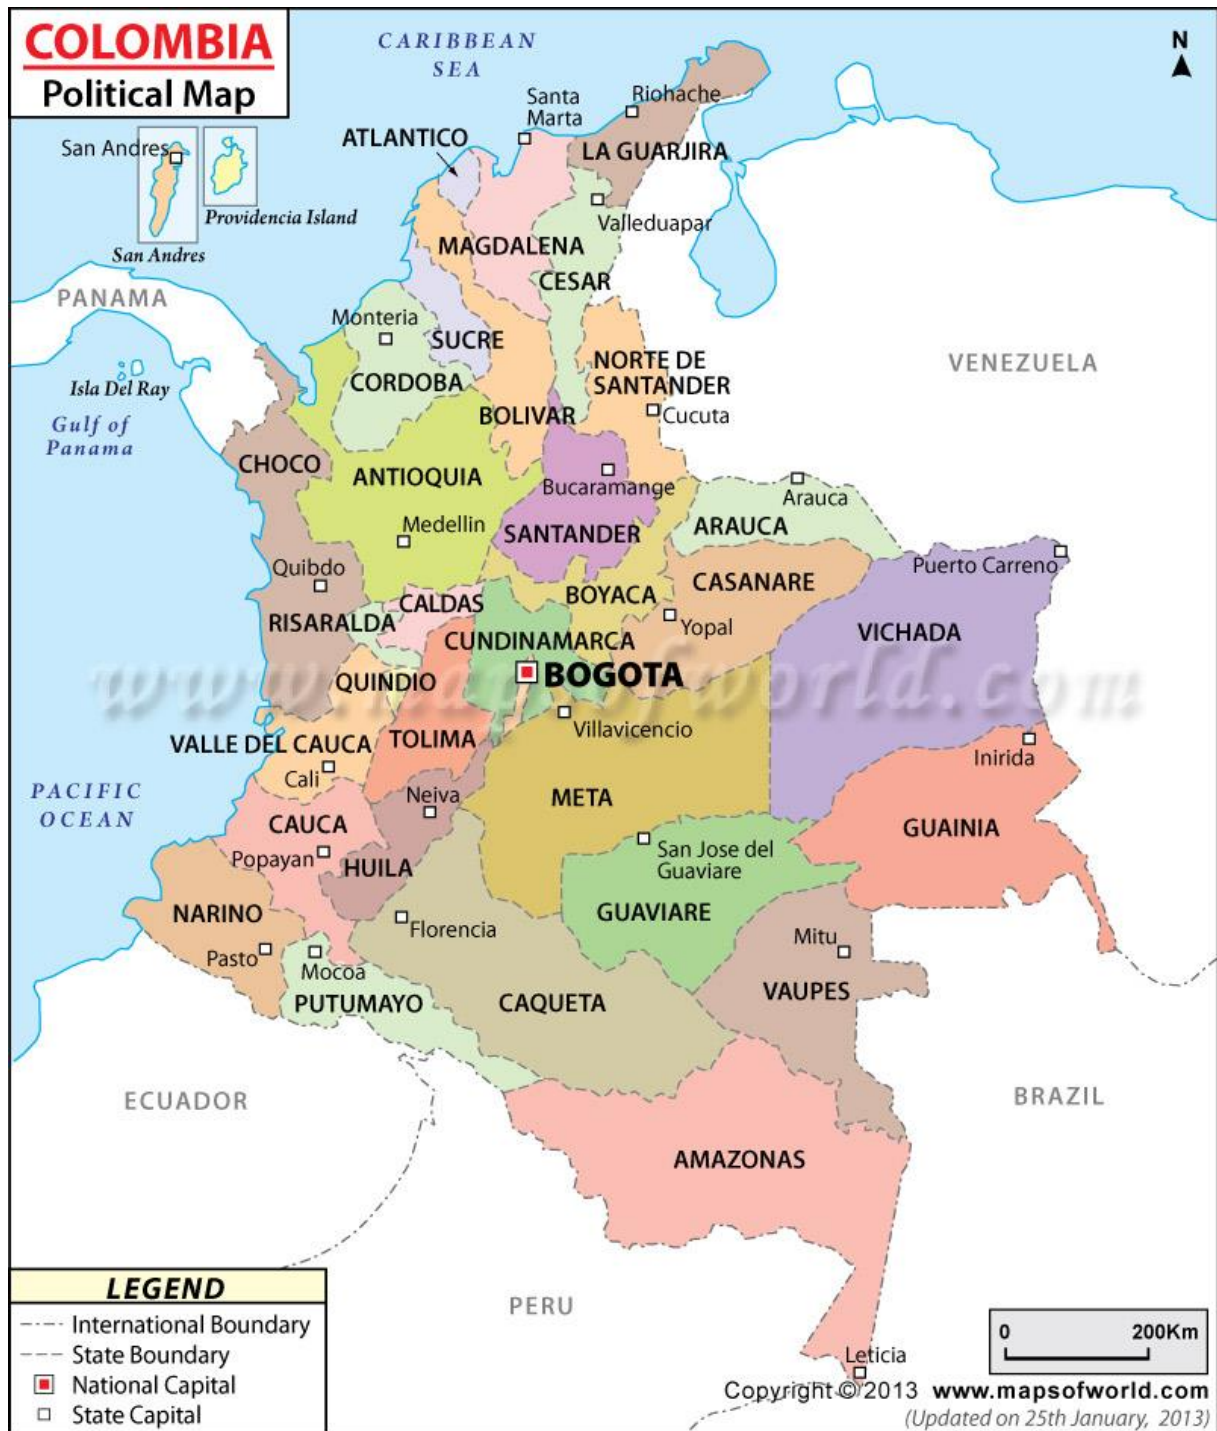 COLOMBIA
Political Map
CARIBBEAN
SEA
N
Santa
Marta
Riohache
ATLANTICO
LA GUARJIRA
San Andres
Providencia Island
San Andres
Valleduapar
MAGDALENA
CESAR
PANAMA
Monteria
SUCRE
NORTE DE
SANTANDER
VENEZUELA
Isla Del Ray
CORDOBA
BOLIVAR
Cucuta
Gulf of
Panama
CHOCO
ANTIOQUIA
Bucaramange
Arauca
Medellin
SANTANDER
ARAUCA
Quibdo
Puerto Carreno
CALDAS
BOYACA
CASANARE
RISARALDA
CUNDINAMARCA
Yopal
VICHADA
www.mapsofworld.com
QUINDIO
BOGOTA
Villavicencio
VALLE DEL CAUCA
TOLIMA
Inirida
Cali
PACIFIC
OCEAN
Neiva
META
CAUCA
GUAINIA
Popayan
HUILA
San Jose del
Guaviare
NARINO
Florencia
GUAVIARE
Pasto
Mocoa
Mitu
PUTUMAYO
CAQUETA
VAUPES
ECUADOR
BRAZIL
AMAZONAS
PERU
LEGEND
International Boundary
State Boundary
National Capital
State Capital
0 200Km
Leticia
Copyright © 2013 www.mapsofworld.com
(Updated on 25th January, 2013)